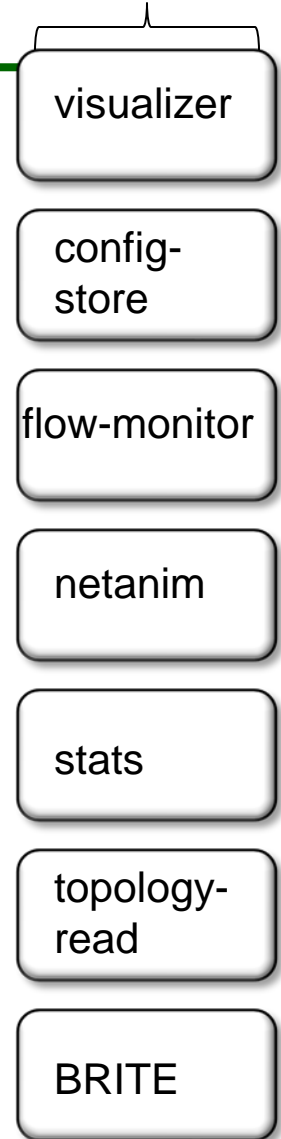 visualizer
config-
store
flow-monitor
netanim
stats
topology-
read
BRITE